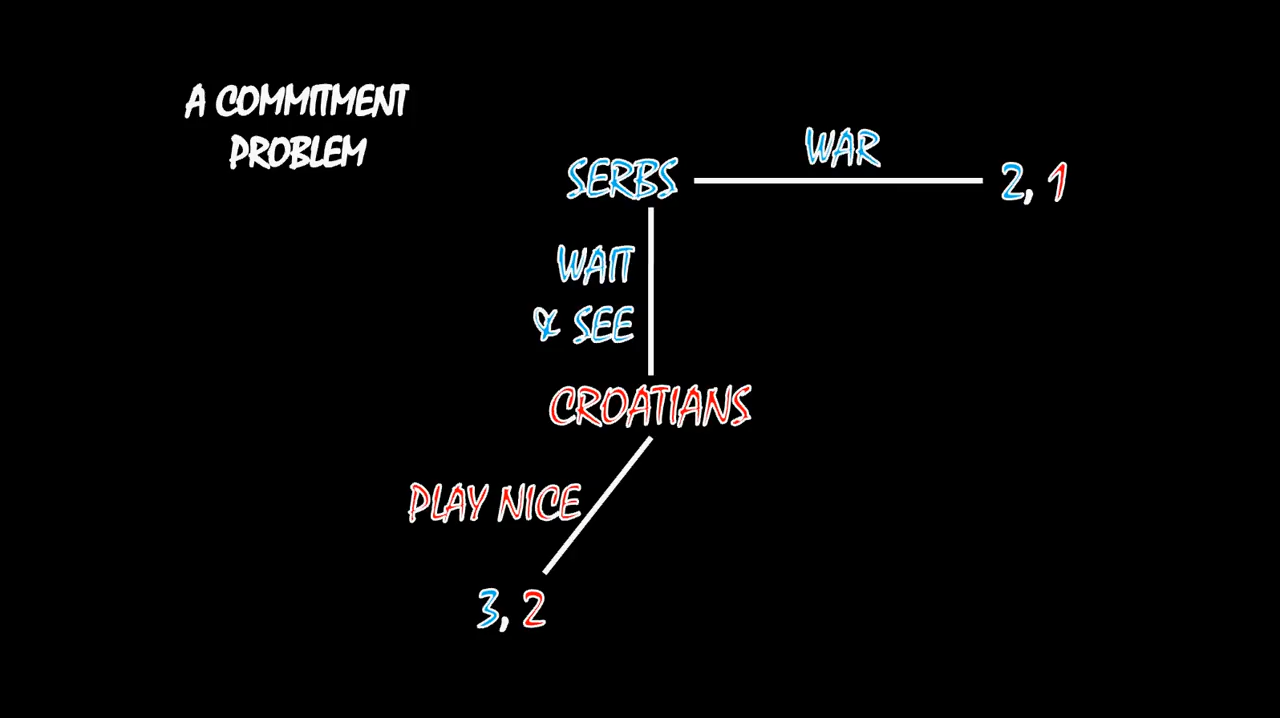 A COMMITMENT
PROBLEM
SERBS
WAR
2, 1
WAIT
& SEE
CROATIANS
PLAY NICE
3, 2